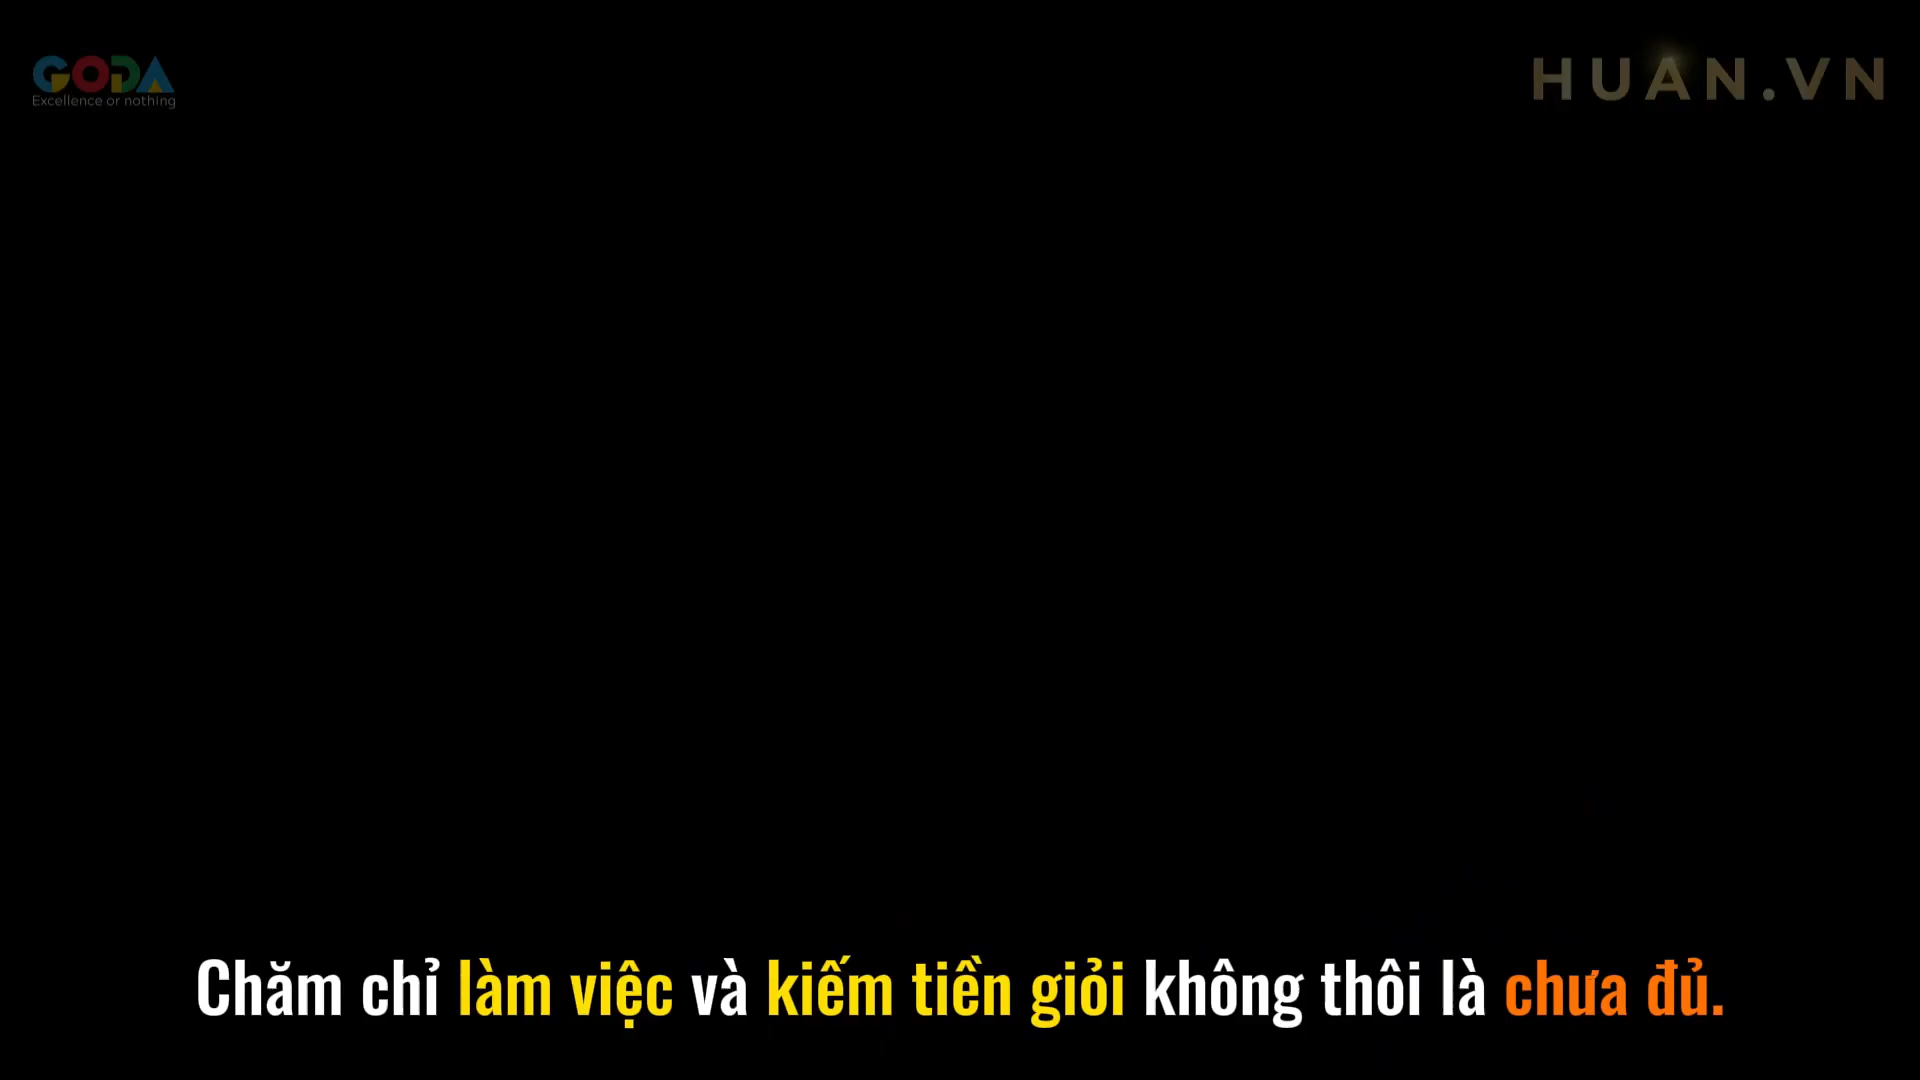 GODA
Excellence or nothing
HUAN.VN
Chăm chỉ làm việc và kiếm tiền giỏi không thôi là chưa đủ.